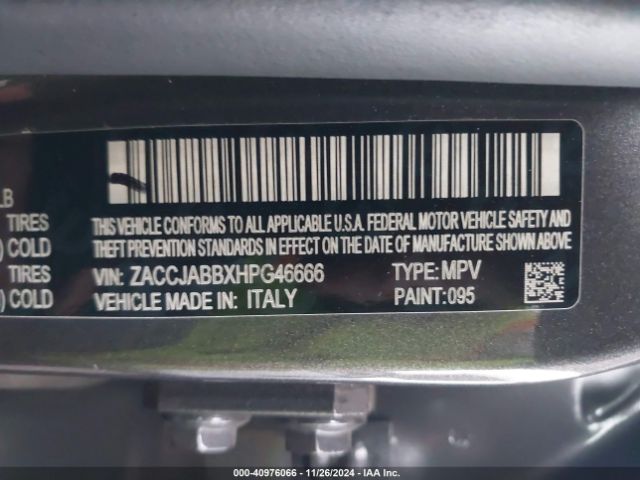 LB
TIRES
) COLD
TIRES
) COLD
THIS VEHICLE CONFORMS TO ALL APPLICABLE U.S.A. FEDERAL MOTOR VEHICLE SAFETY AND
THEFT PREVENTION STANDARDS IN EFFECT ON THE DATE OF MANUFACTURE SHOWN ABOVE
VIN: ZACCJABBXHPG46666 TYPE: MPV
VEHICLE MADE IN: ITALY PAINT: 095
000-40976066 - 11/26/2024 - IAA Inc.